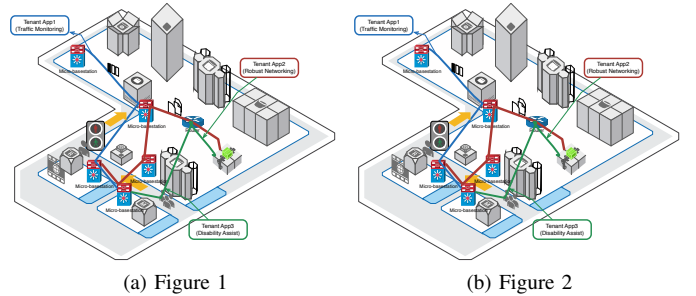 Tenant App1
(Traffic Monitoring)
Micro-basestation
Tenant App2
(Robust Networking)
Micro-basestation
Micro-basestation
Micro-basestation
Micro-basestation
Tenant App3
(Disability Assist)
(a) Figure 1
Tenant App1
(Traffic Monitoring)
Micro-basestation
Tenant App2
(Robust Networking)
Micro-basestation
Micro-basestation
Micro-basestation
Micro-basestation
Tenant App3
(Disability Assist)
(b) Figure 2